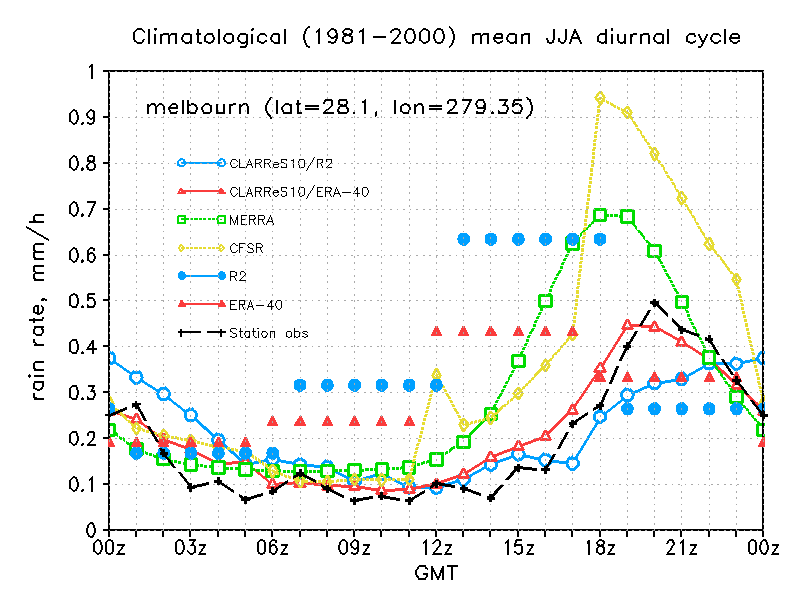 Climatological (1981-2000) mean JJA diurnal cycle
melbourn (lat=28.1, lon=279.35)
CLARReS10/R2
CLARReS10/ERA-40
MERRA
CFSR
R2
ERA-40
Station obs
rain rate, mm/h
1
0.9
0.8
0.7
0.6
0.5
0.4
0.3
0.2
0.1
0
00z 03z 06z 09z 12z 15z 18z 21z 00z
GMT